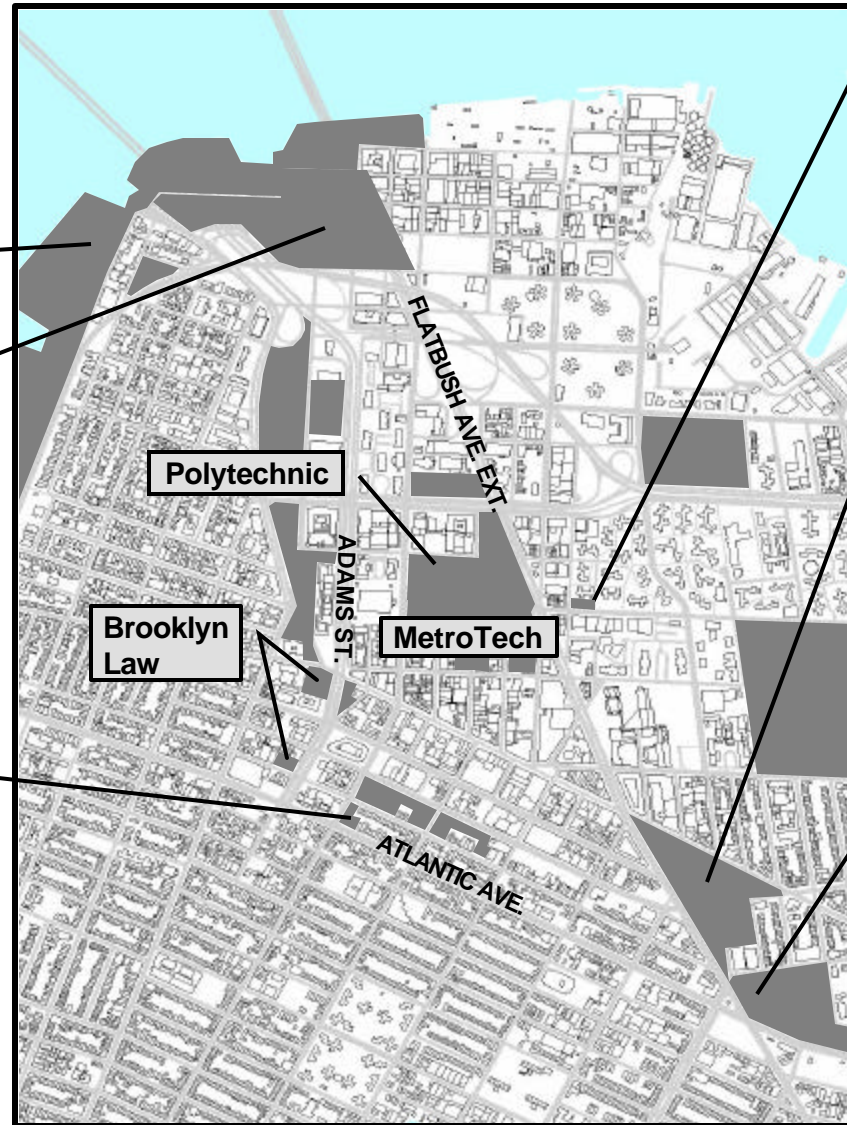 FLATBUSH AVE. EXT.
Polytechnic
ADAMS ST.
Brooklyn
Law
MetroTech
ATLANTIC AVE.